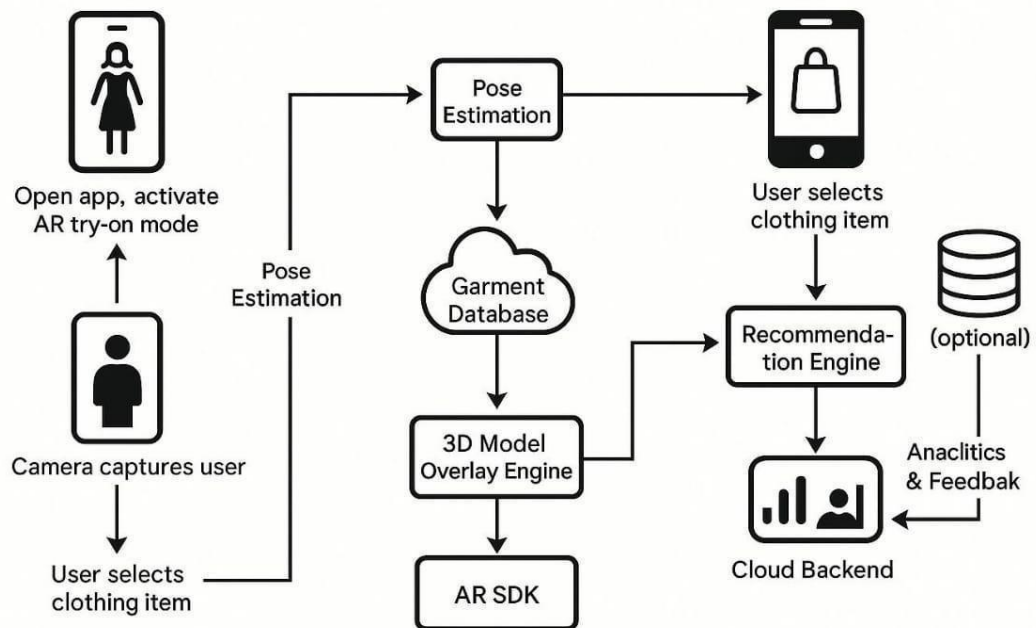 Open app, activate
AR try-on mode
Camera captures user
User selects
clothing item
Pose
Estimation
Pose
Estimation
Garment
Database
3D Model
Overlay Engine
AR SDK
User selects
clothing item
Recommenda-
tion Engine
(optional)
Anaclitics
& Feedbak
Cloud Backend